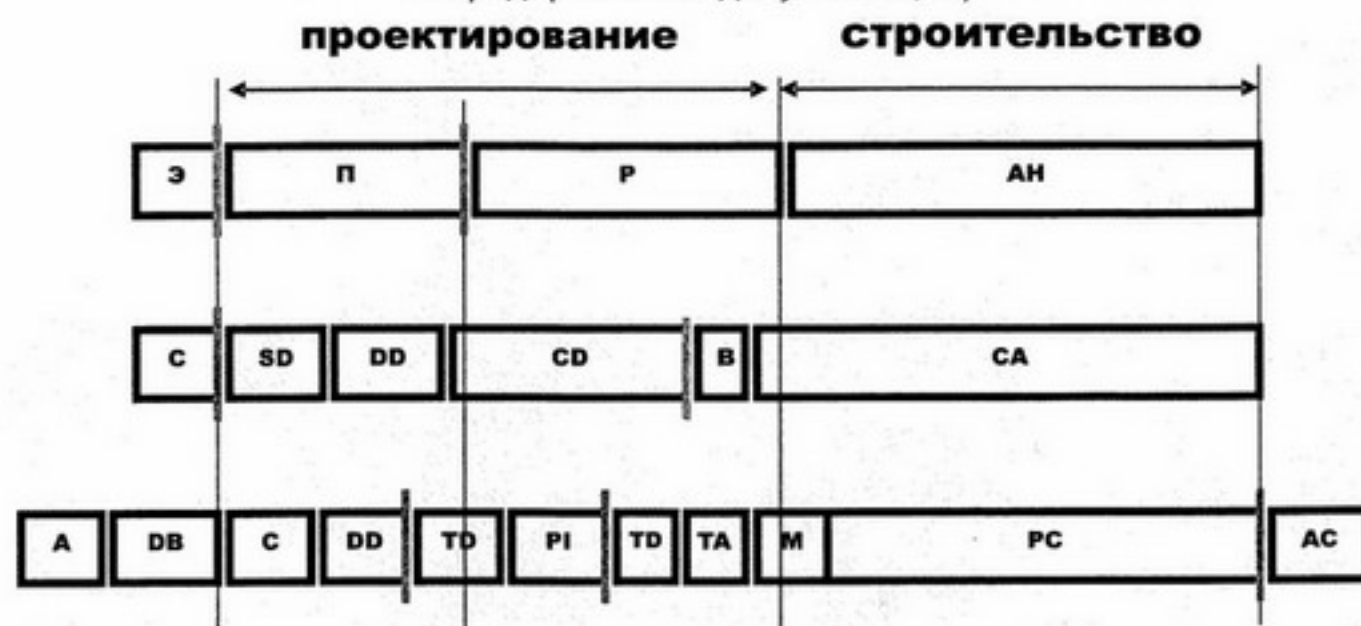 проектирование строительство
Э П Р АН
C SD DD CD B CA
A DB C DD TD PI TD TA M PC AC